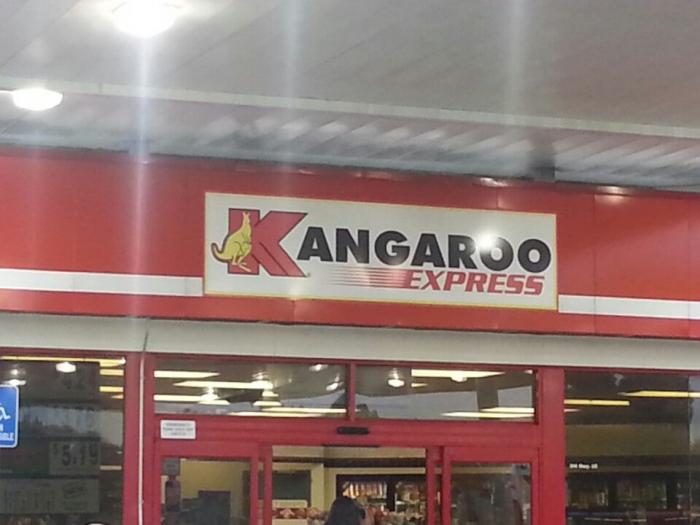 KANGAROO
EXPRESS
$5.19